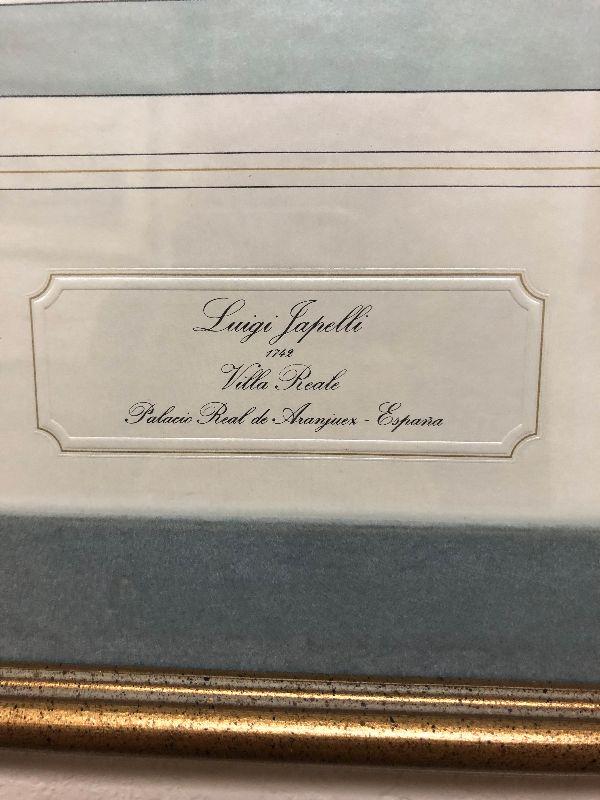 Luigi Japelli
1742
Villa Reale
Palacio Real de Aranjuez - España